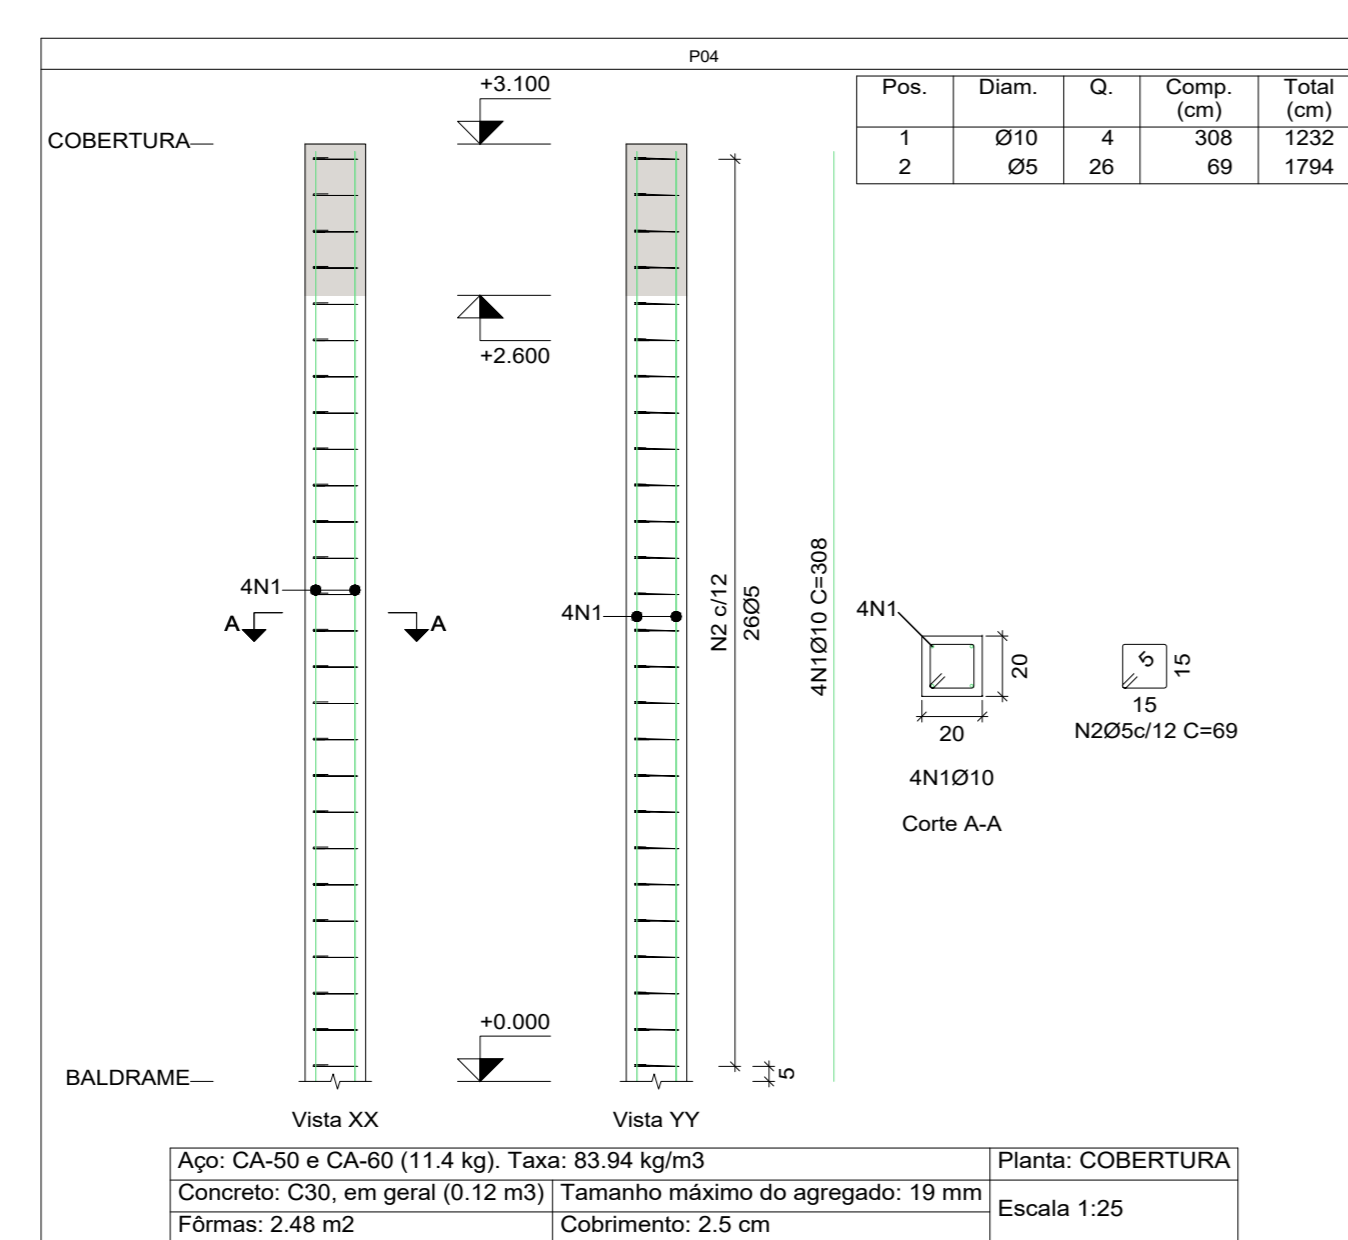 P04
+3.100
COBERTURA
Pos. Diam. Q. Comp. (cm) Total (cm)
1 Ø10 4 308 1232
2 Ø5 26 69 1794
+2.600
4N1
A A
4N1
N2 c/12
26Ø5
4N1Ø10 C=308
4N1
20
20
4N1Ø10
Corte A-A
5
15
15
N2Ø5c/12 C=69
+0.000
BALDRAME
5
Vista XX
Vista YY
Aço: CA-50 e CA-60 (11.4 kg). Taxa: 83.94 kg/m3
Planta: COBERTURA
Concreto: C30, em geral (0.12 m3)
Tamanho máximo do agregado: 19 mm
Escala 1:25
Fôrmas: 2.48 m2
Cobrimento: 2.5 cm